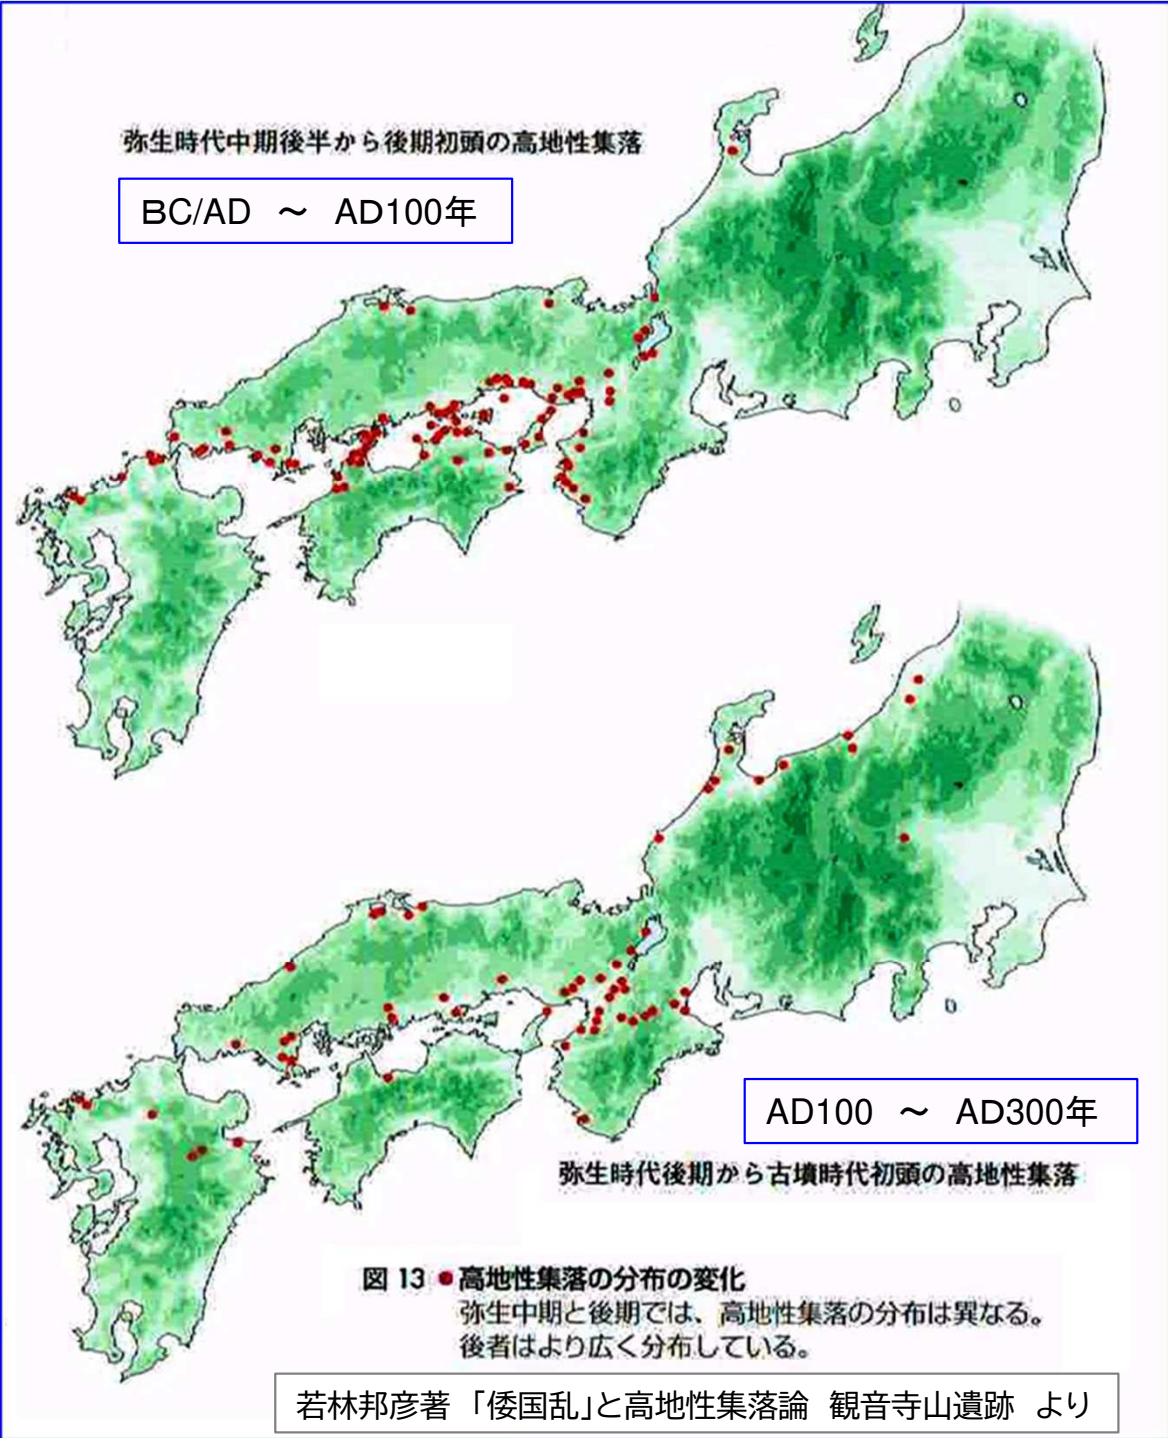 弥生時代中期後半から後期初頭の高地性集落
BC/AD ～ AD100年
AD100 ～ AD300年
弥生時代後期から古墳時代初頭の高地性集落
図 13 ●高地性集落の分布の変化
弥生中期と後期では、高地性集落の分布は異なる。
後者はより広く分布している。
若林邦彦著 「倭国乱」と高地性集落論 観音寺山遺跡 より